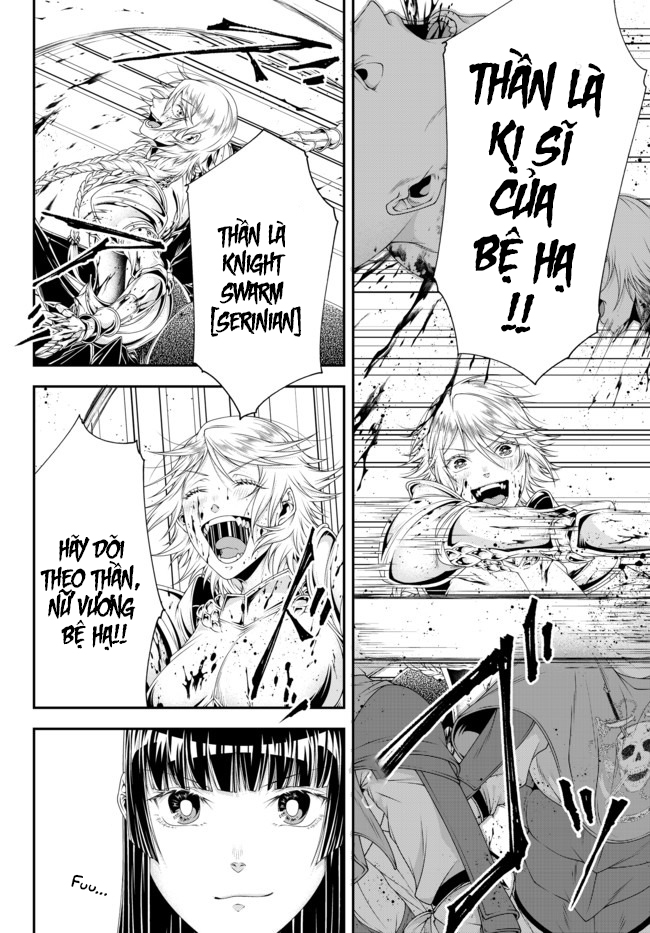 THẦN LÀ
KỊ SĨ
CỦA
BỆ HẠ
!!
THẦN LÀ
KNIGHT
SWARM
[SERINIAN]
HÃY DÕI
THEO THẦN,
NỮ VƯƠNG
BỆ HẠ!!
FUU...